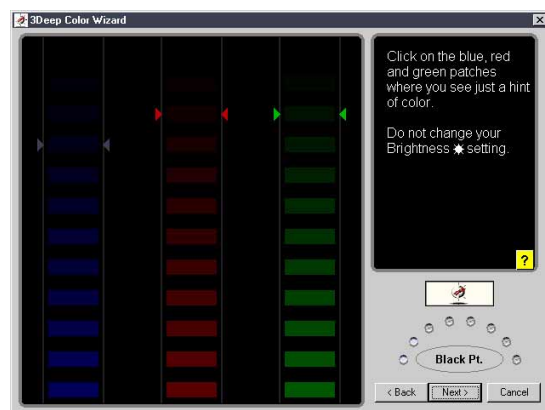 3Deep Color Wizard
Click on the blue, red
and green patches
where you see just a hint
of color.
Do not change your
Brightness setting.
?
Black Pt.
< Back
Next >
Cancel